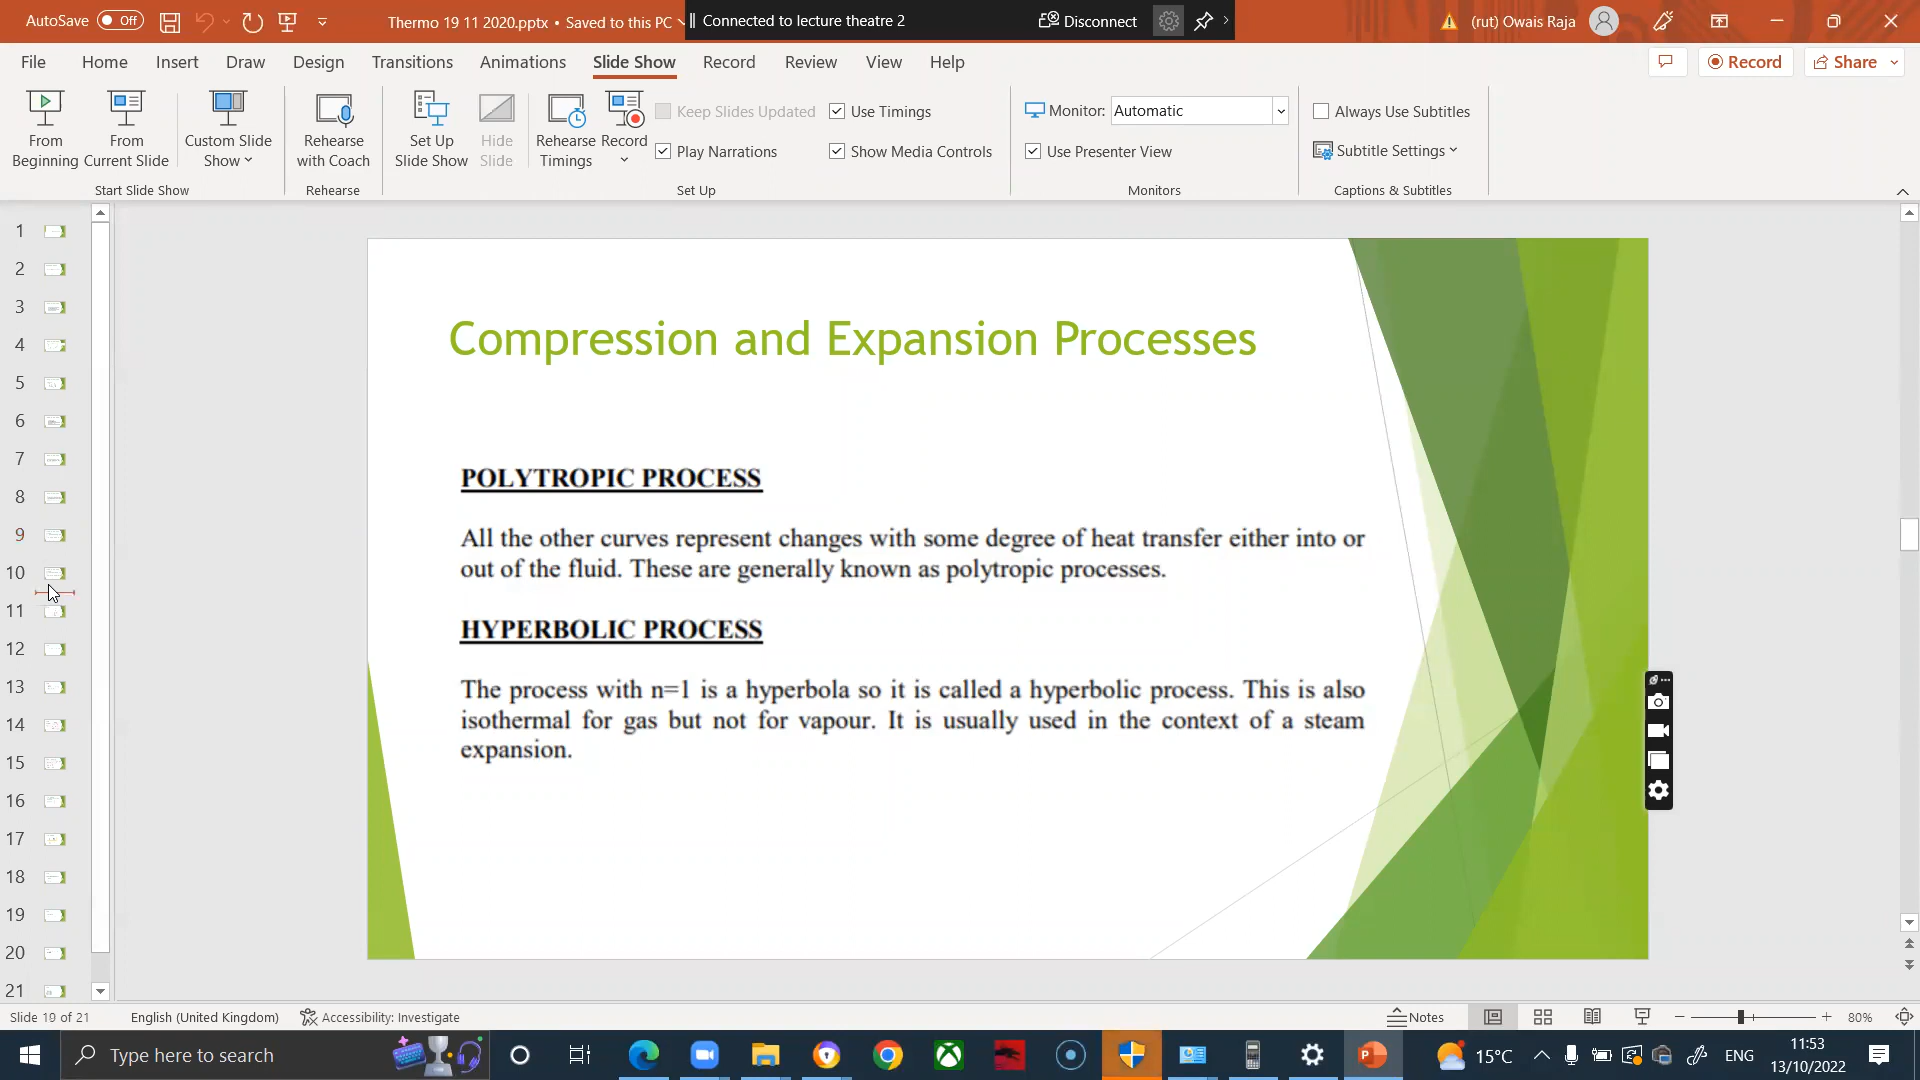 AutoSave Off Thermo 19 11 2020.pptx • Saved to this PC Connected to lecture theatre 2 Disconnect (rut) Owais Raja
File Home Insert Draw Design Transitions Animations Slide Show Record Review View Help Record Share
From Beginning
From Current Slide
Custom Slide Show
Rehearse with Coach
Set Up Slide Show
Hide Slide
Rehearse Timings
Record
Keep Slides Updated Use Timings
Play Narrations Show Media Controls
Monitor: Automatic
Use Presenter View
Always Use Subtitles
Subtitle Settings
Start Slide Show Rehearse Set Up Monitors Captions & Subtitles
1
2
3
4
5
6
7
8
9
10
11
12
13
14
15
16
17
18
19
20
21
Compression and Expansion Processes
POLYTROPIC PROCESS
All the other curves represent changes with some degree of heat transfer either into or
out of the fluid. These are generally known as polytropic processes.
HYPERBOLIC PROCESS
The process with n=1 is a hyperbola so it is called a hyperbolic process. This is also
isothermal for gas but not for vapour. It is usually used in the context of a steam
expansion.
Slide 19 of 21 English (United Kingdom) Accessibility: Investigate Notes 80%
Type here to search 15°C ENG 11:53
13/10/2022